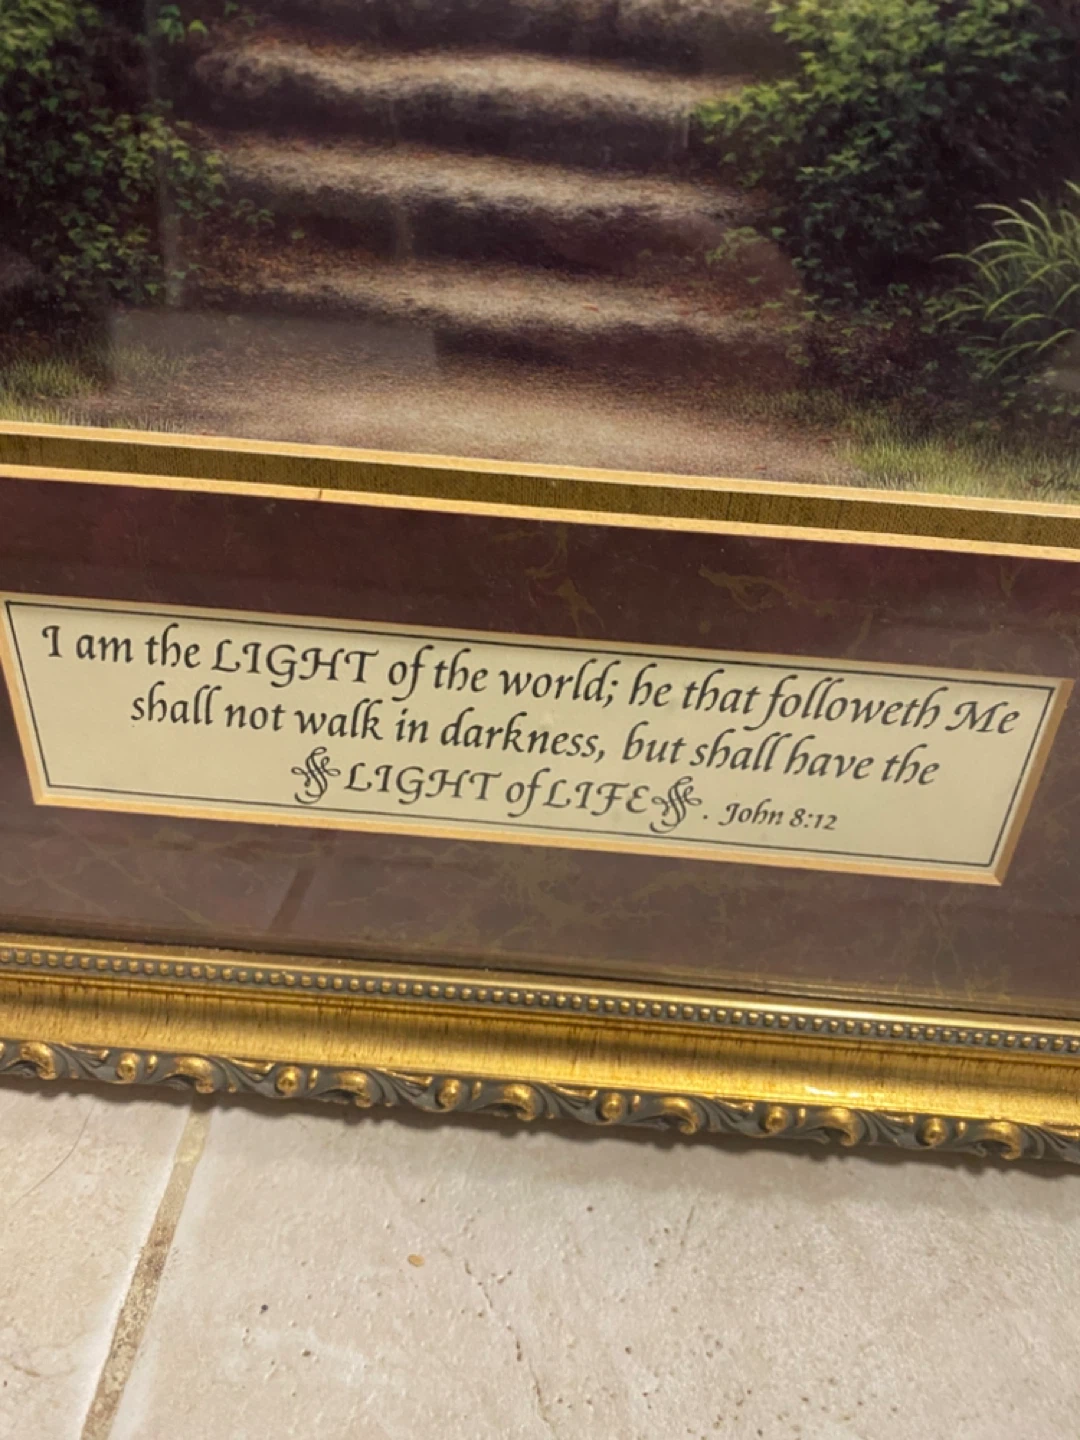 I am the LIGHT of the world; he that followeth Me
shall not walk in darkness, but shall have the
LIGHT of LIFE. John 8:12